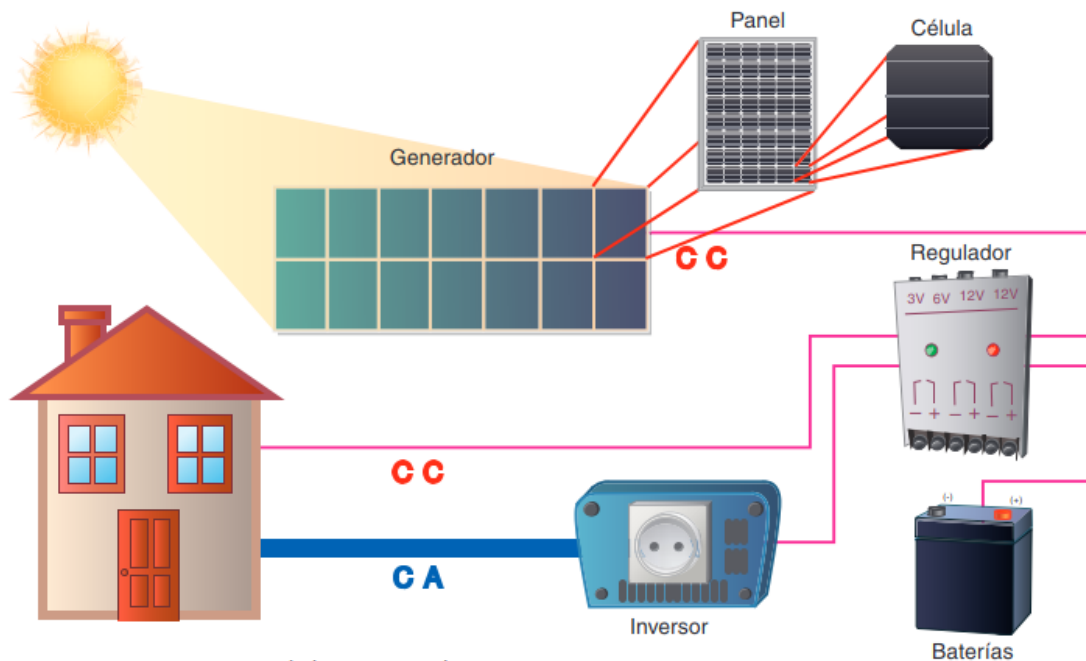 Panel
Célula
Generador
C C
Regulador
3V 6V 12V 12V
− + − + − +
C C
(-) (+)
C A
Inversor
Baterías